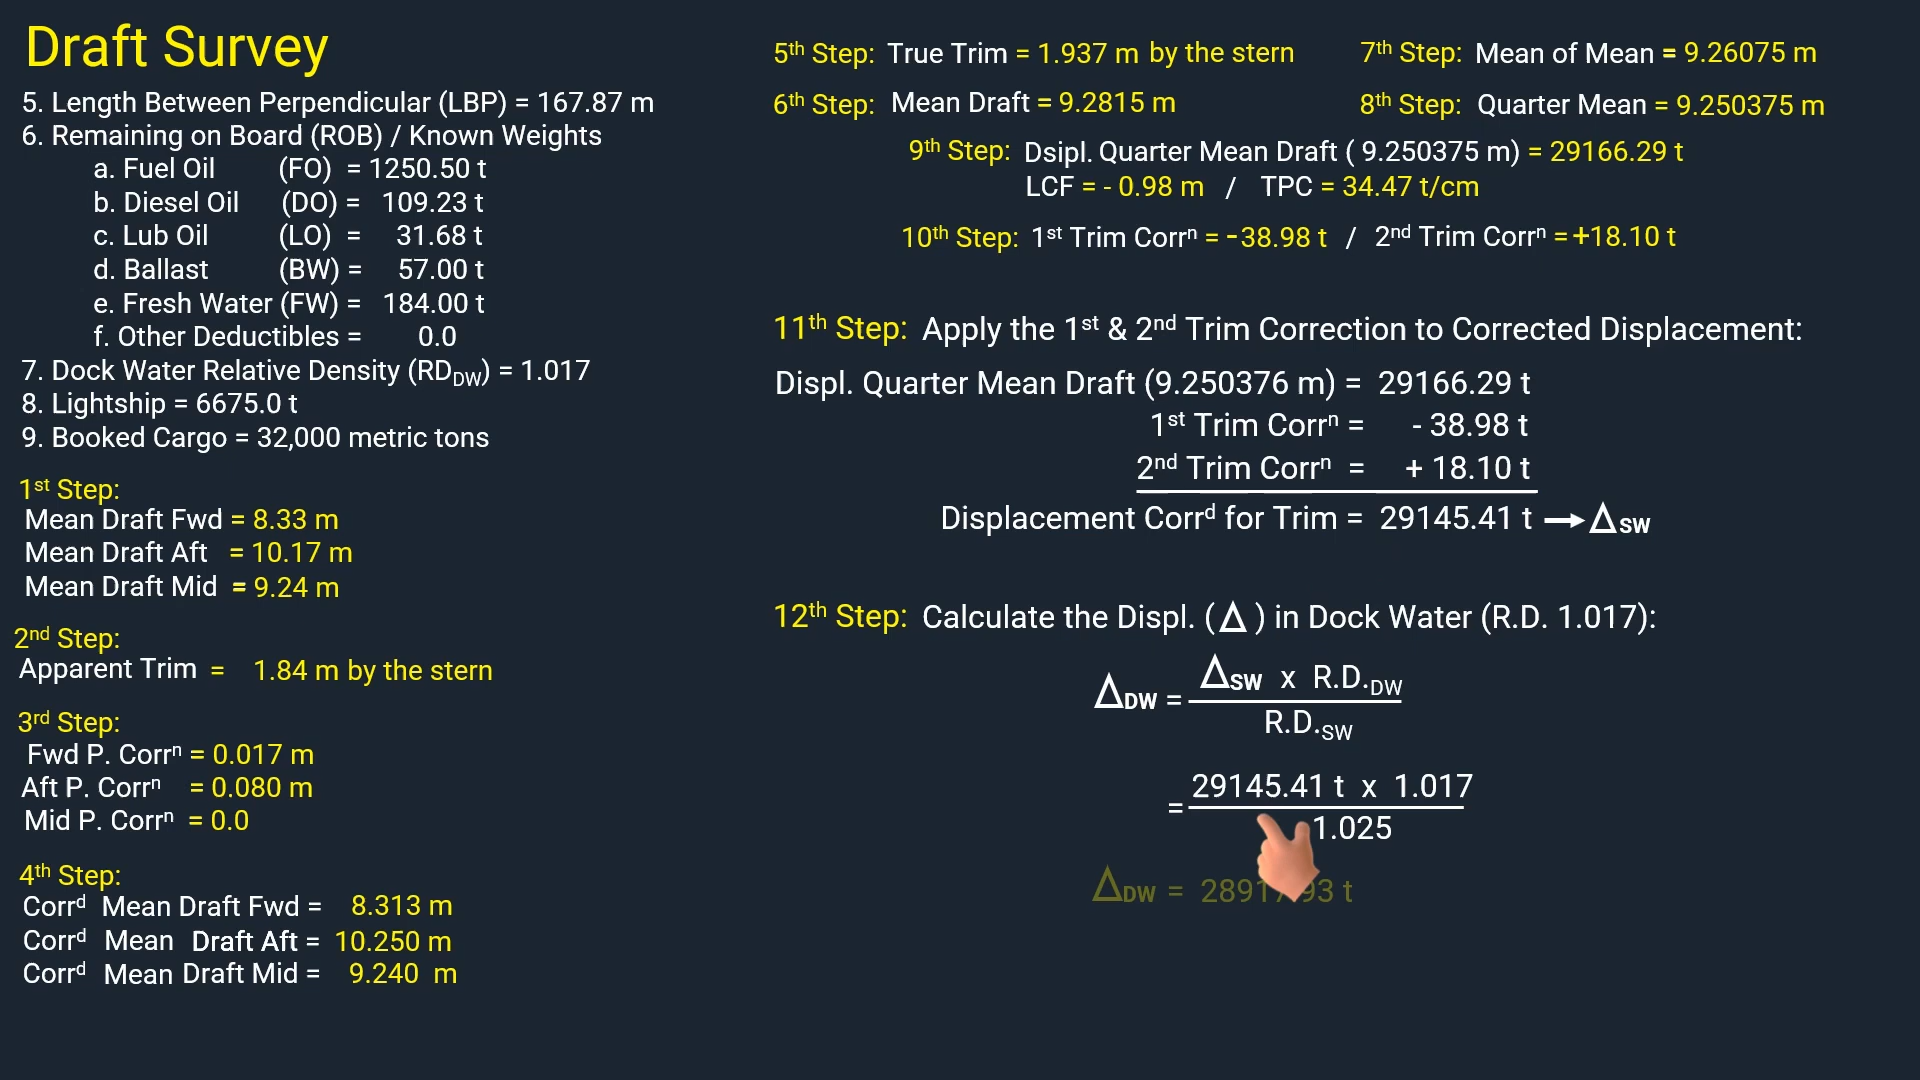 Draft Survey
5. Length Between Perpendicular (LBP) = 167.87 m
6. Remaining on Board (ROB) / Known Weights
a. Fuel Oil (FO) = 1250.50 t
b. Diesel Oil (DO) = 109.23 t
c. Lub Oil (LO) = 31.68 t
d. Ballast (BW) = 57.00 t
e. Fresh Water (FW) = 184.00 t
f. Other Deductibles = 0.0
7. Dock Water Relative Density (RDDW) = 1.017
8. Lightship = 6675.0 t
9. Booked Cargo = 32,000 metric tons
1st Step:
Mean Draft Fwd = 8.33 m
Mean Draft Aft = 10.17 m
Mean Draft Mid = 9.24 m
2nd Step:
Apparent Trim = 1.84 m by the stern
3rd Step:
Fwd P. Corrn = 0.017 m
Aft P. Corrn = 0.080 m
Mid P. Corrn = 0.0
4th Step:
Corrd Mean Draft Fwd = 8.313 m
Corrd Mean Draft Aft = 10.250 m
Corrd Mean Draft Mid = 9.240 m
5th Step: True Trim = 1.937 m by the stern
6th Step: Mean Draft = 9.2815 m
7th Step: Mean of Mean = 9.26075 m
8th Step: Quarter Mean = 9.250375 m
9th Step: Dsipl. Quarter Mean Draft ( 9.250375 m) = 29166.29 t
LCF = - 0.98 m / TPC = 34.47 t/cm
10th Step: 1st Trim Corrn = -38.98 t / 2nd Trim Corrn = +18.10 t
11th Step: Apply the 1st & 2nd Trim Correction to Corrected Displacement:
Displ. Quarter Mean Draft (9.250376 m) = 29166.29 t
1st Trim Corrn = - 38.98 t
2nd Trim Corrn = + 18.10 t
Displacement Corrd for Trim = 29145.41 t → ΔSW
12th Step: Calculate the Displ. (Δ) in Dock Water (R.D. 1.017):
ΔDW = ΔSW x R.D.DW
R.D.SW
= 29145.41 t x 1.017
1.025
ΔDW = 28917.93 t